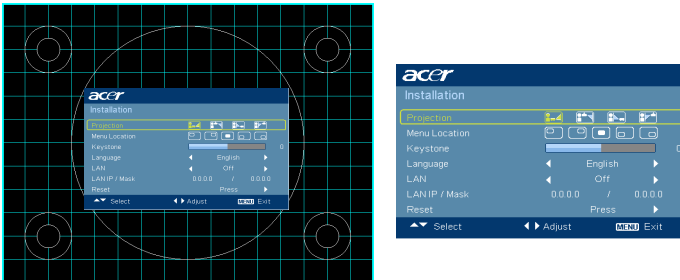 acer
Installation
Projection
Menu Location
Keystone 0
Language English
LAN Off
LAN IP / Mask 0.0.0.0 / 0.0.0.0
Reset Press
Select Adjust MENU Exit
acer
Installation
Projection
Menu Location
Keystone 0
Language English
LAN Off
LAN IP / Mask 0.0.0.0 / 0.0.0.0
Reset Press
Select Adjust MENU Exit